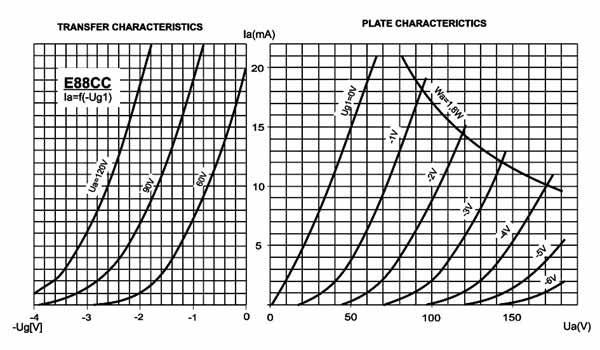 TRANSFER CHARACTERISTICS
Ia(mA)
PLATE CHARACTERICTICS
E88CC
Ia=f(-Ug1)
Ua=120V
90V
60V
-4
-3
-2
-1
0
-Ug[V]
20
15
10
5
0
Ug1=0V
-1V
-2V
-3V
-4V
-5V
-6V
Wa=1,8W
0
50
100
150
Ua(V)